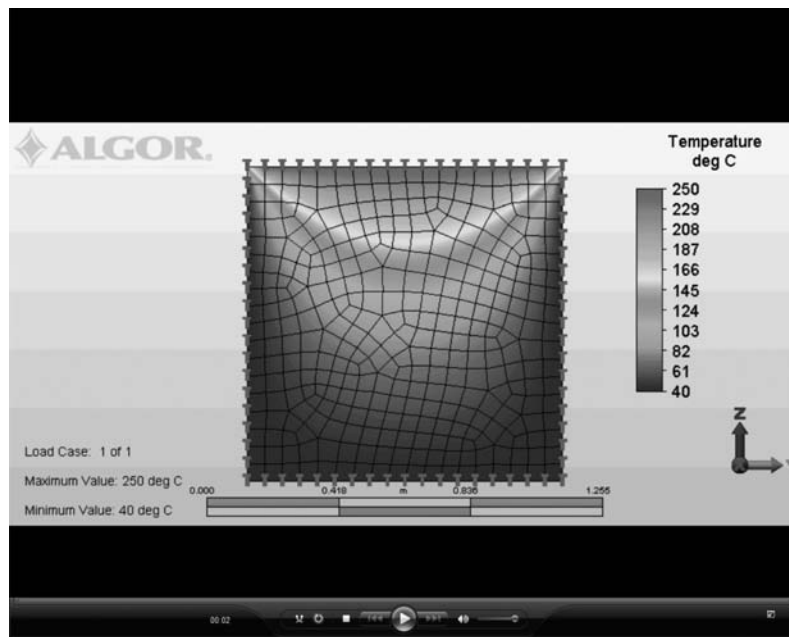 ALGOR.
Temperature
deg C
250
229
208
187
166
145
124
103
82
61
40
Load Case: 1 of 1
Maximum Value: 250 deg C
Minimum Value: 40 deg C
0.000 0.418 m 0.836 1.255
Z
Y
00:02